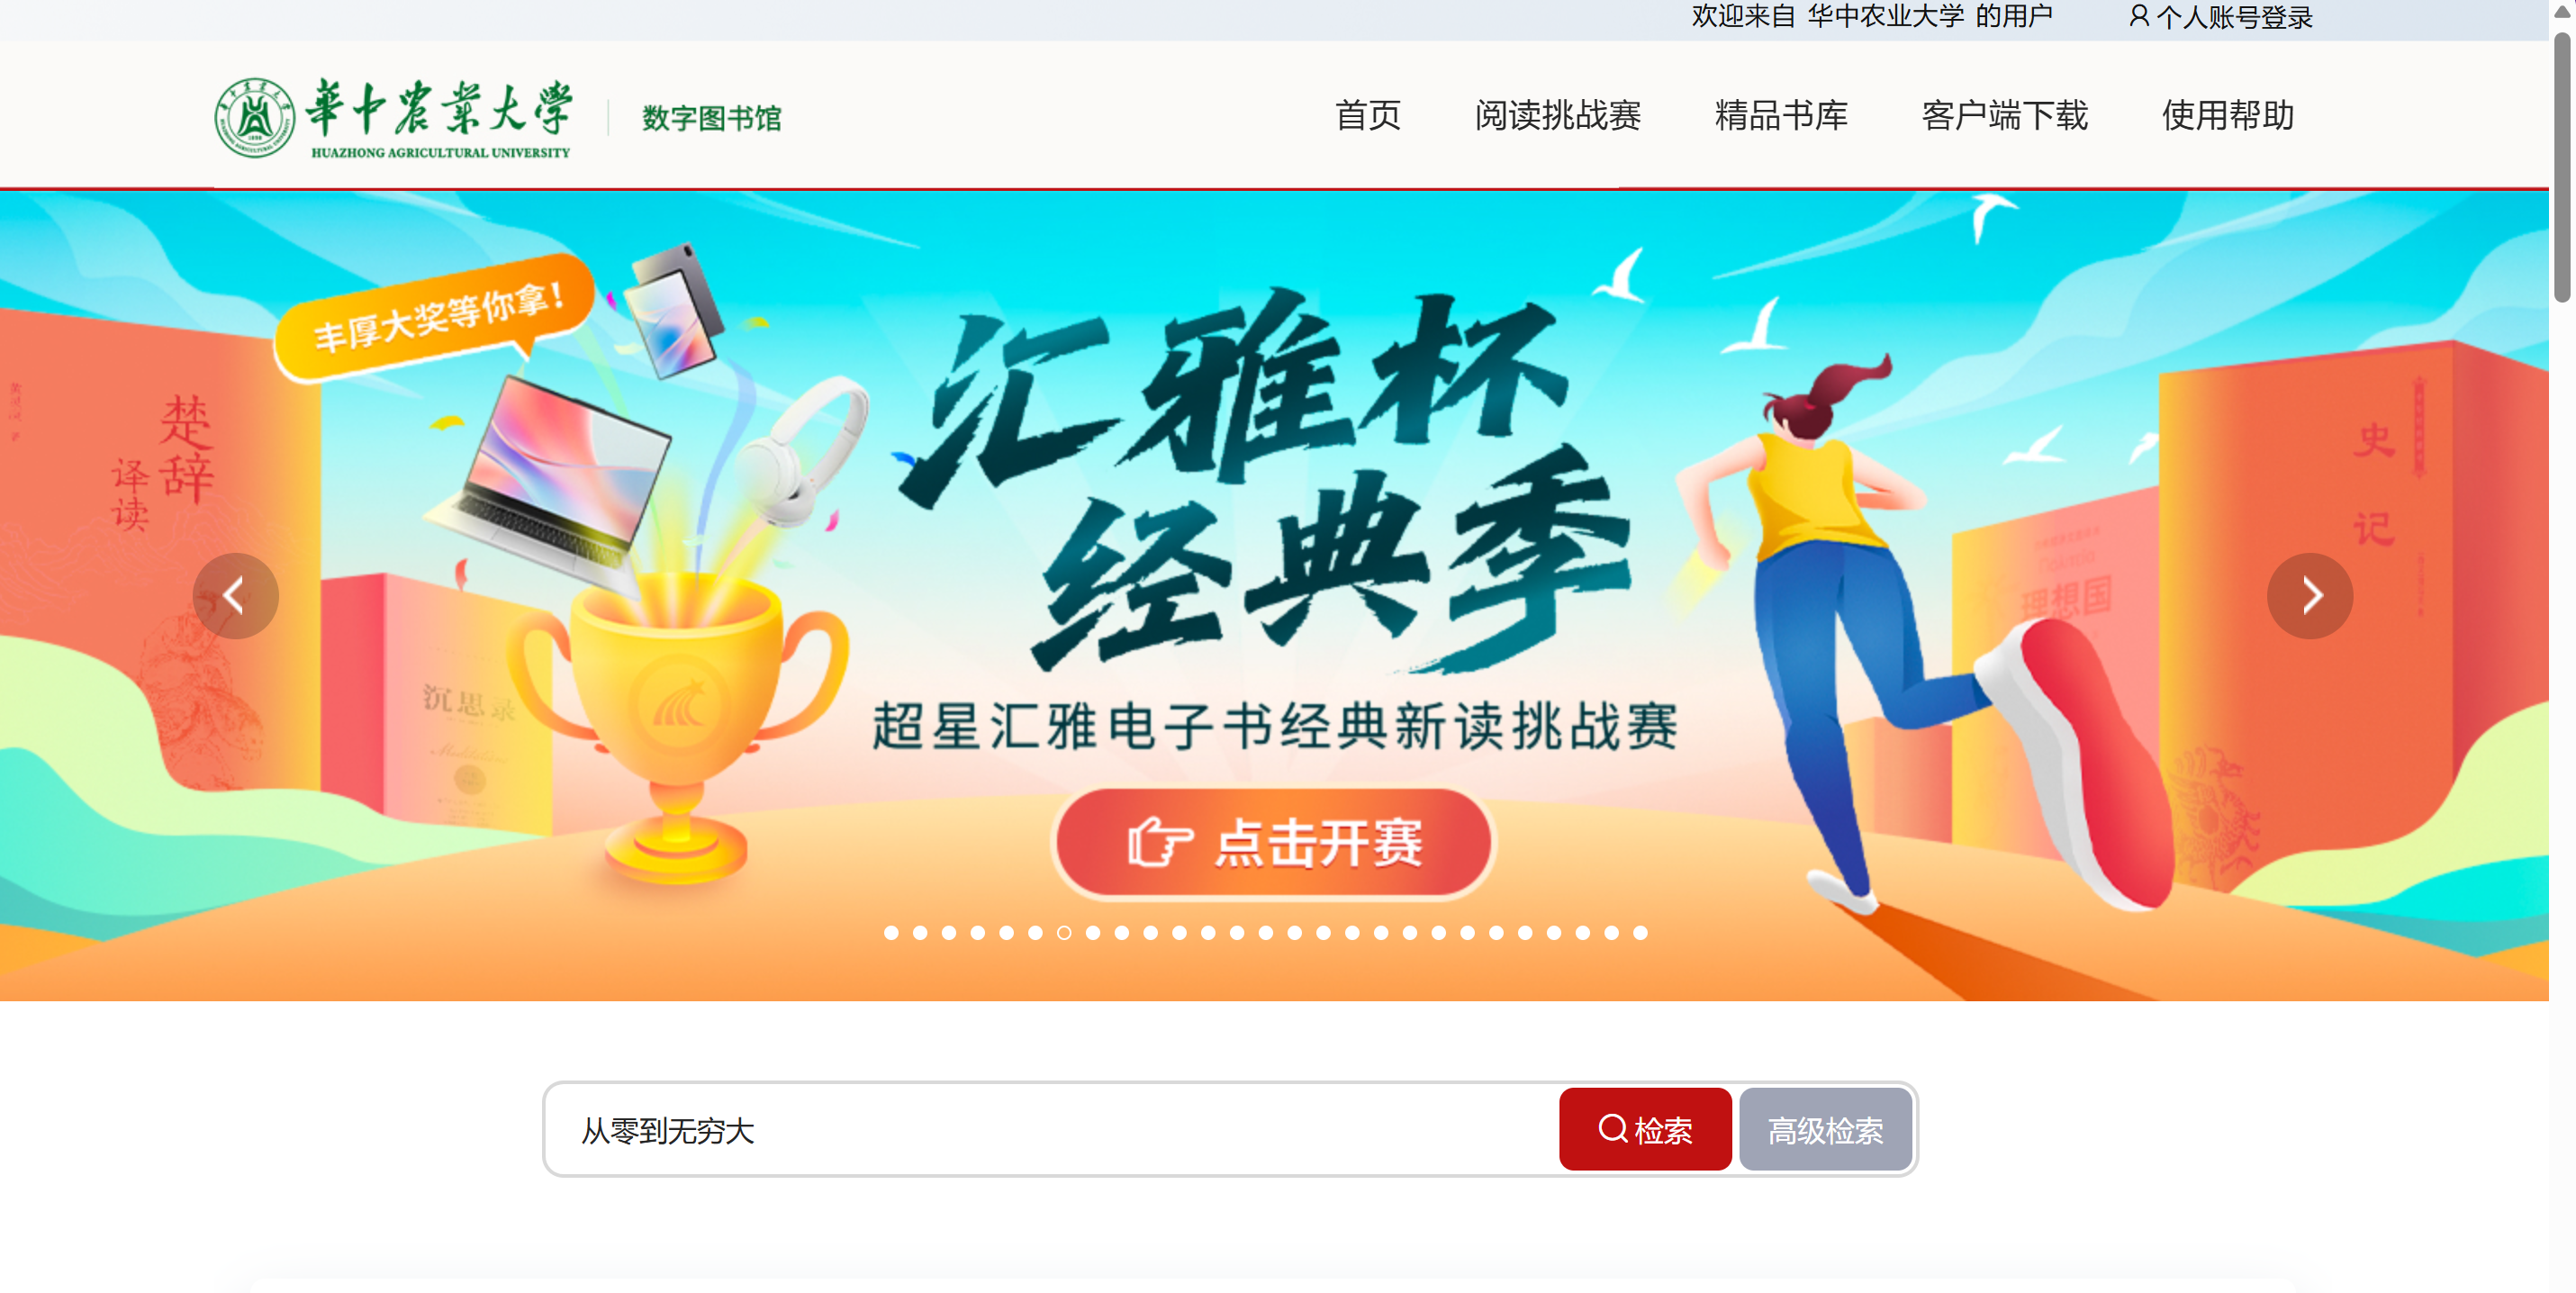 欢迎来自 华中农业大学 的用户
个人账号登录
華中农業大学
HUAZHONG AGRICULTURAL UNIVERSITY
数字图书馆
首页
阅读挑战赛
精品书库
客户端下载
使用帮助
丰厚大奖等你拿!
楚辞
译读
沉思录
汇雅杯
经典季
超星汇雅电子书经典新读挑战赛
点击开赛
理想国
史记
从零到无穷大
检索
高级检索